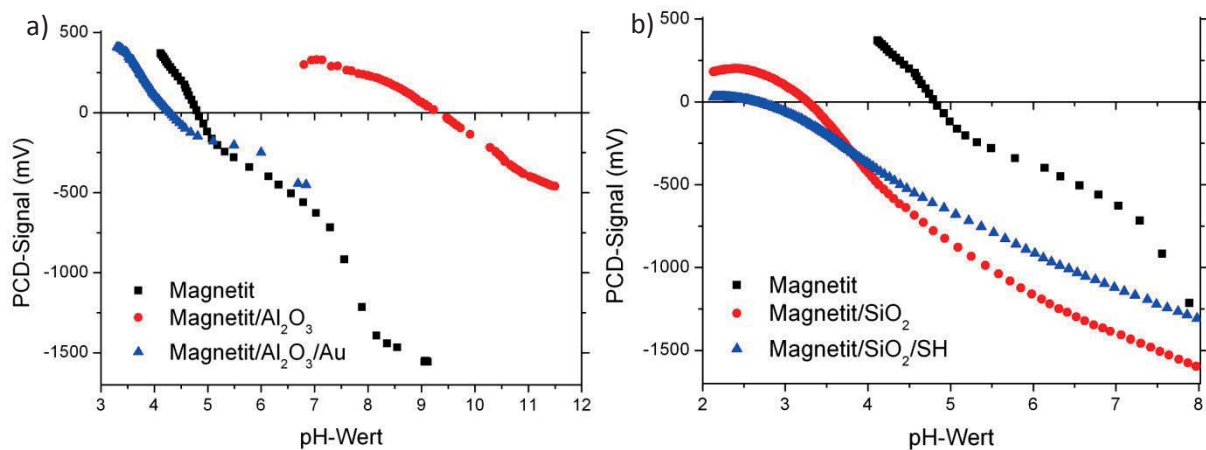 a)
PCD-Signal (mV)
500
0
-500
-1000
-1500
Magnetit
Magnetit/Al₂O₃
Magnetit/Al₂O₃/Au
3 4 5 6 7 8 9 10 11 12
pH-Wert
b)
PCD-Signal (mV)
500
0
-500
-1000
-1500
Magnetit
Magnetit/SiO₂
Magnetit/SiO₂/SH
2 3 4 5 6 7 8
pH-Wert